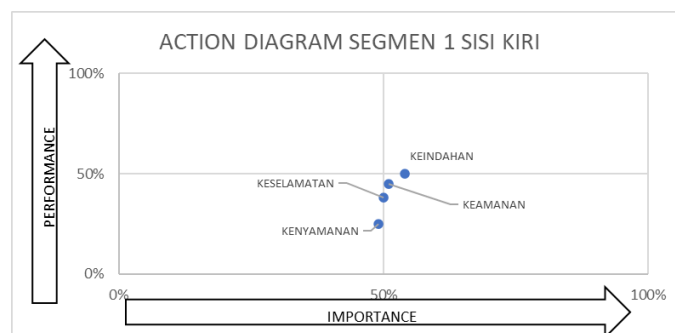 ACTION DIAGRAM SEGMEN 1 SISI KIRI
100%
PERFORMANCE
KEINDAHAN
50%
KESELAMATAN
KEAMANAN
KENYAMANAN
0%
0%
50%
100%
IMPORTANCE